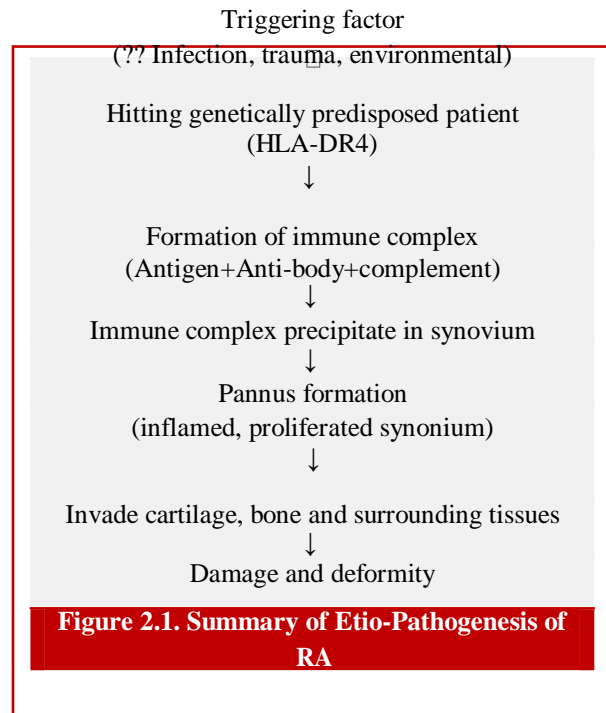 Triggering factor
(?? Infection, trauma, environmental)
Hitting genetically predisposed patient
(HLA-DR4)
↓
Formation of immune complex
(Antigen+Anti-body+complement)
↓
Immune complex precipitate in synovium
↓
Pannus formation
(inflamed, proliferated synonium)
↓
Invade cartilage, bone and surrounding tissues
↓
Damage and deformity
Figure 2.1. Summary of Etio-Pathogenesis of
RA